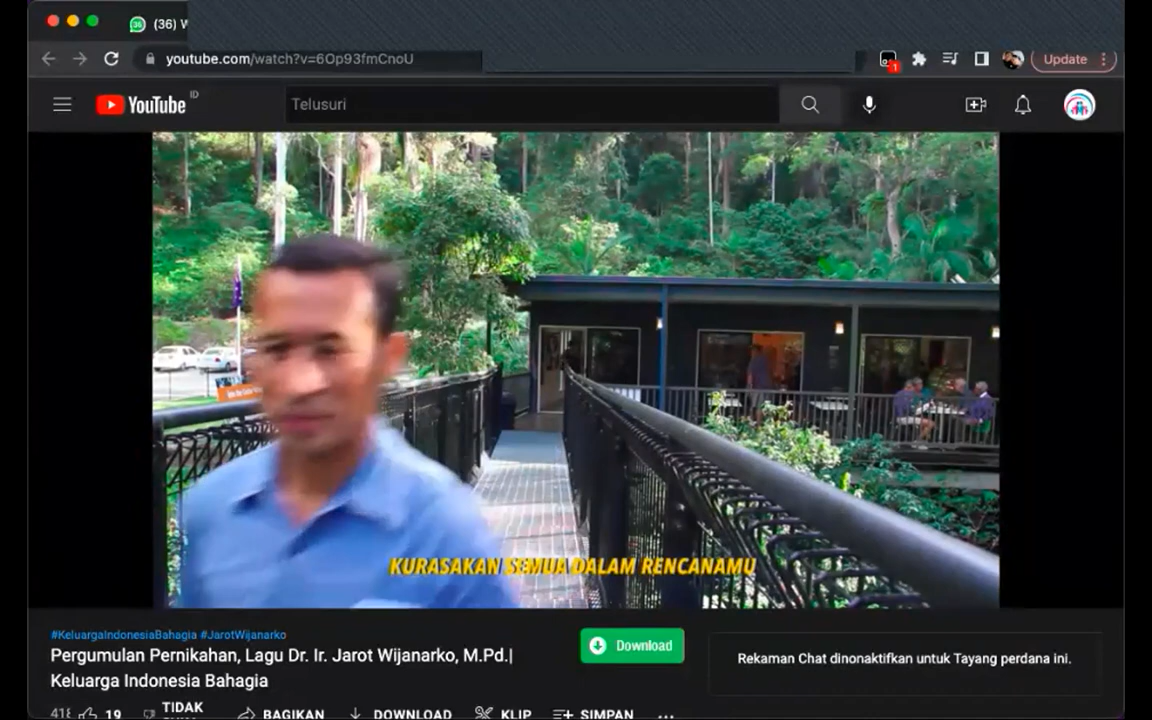 (36) W
youtube.com/watch?v=6Op93fmCnoU
1
Update
YouTube ID
Telusuri
KURASAKAN SEMUA DALAM RENCANAMU
#KeluargaIndonesiaBahagia #JarotWijanarko
Pergumulan Pernikahan, Lagu Dr. Ir. Jarot Wijanarko, M.Pd.|
Keluarga Indonesia Bahagia
Download
Rekaman Chat dinonaktifkan untuk Tayang perdana ini.
19
TIDAK
BAGIKAN
DOWNLOAD
KLIP
SIMPAN
...